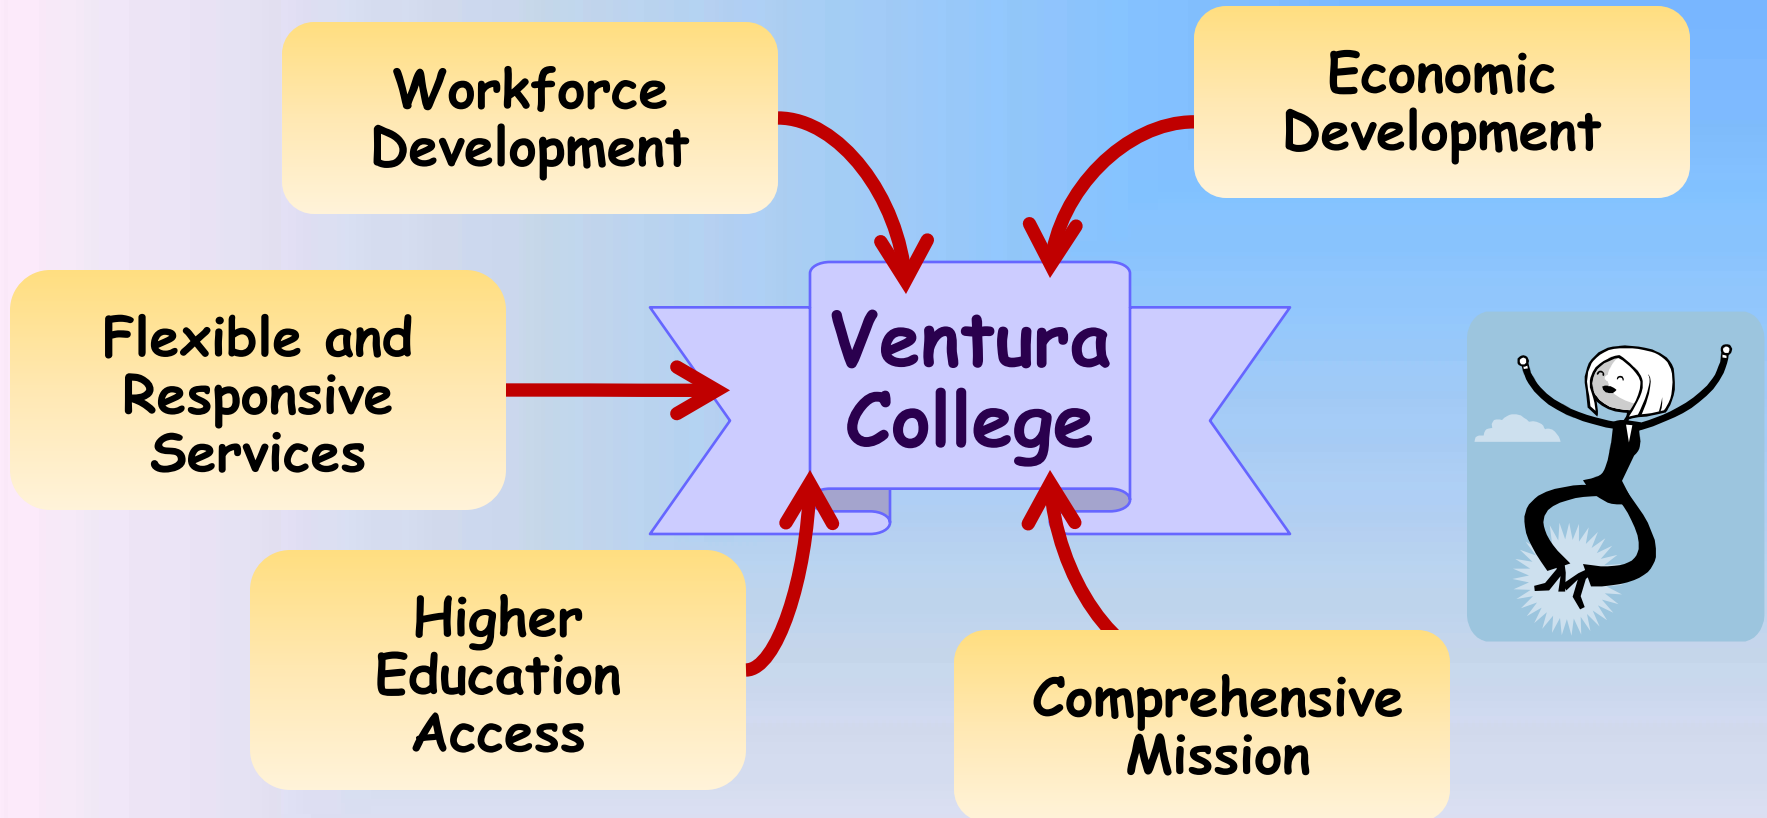 Workforce
Development
Economic
Development
Flexible and
Responsive
Services
Ventura
College
Higher
Education
Access
Comprehensive
Mission